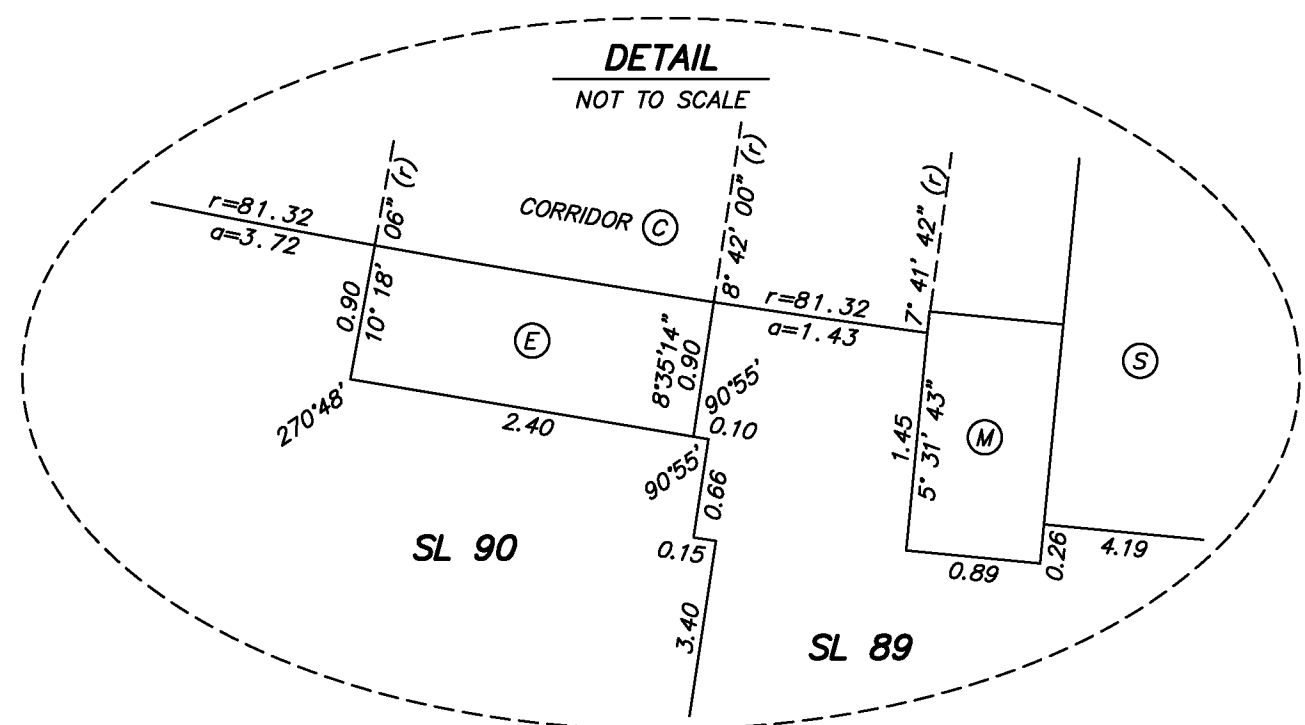 DETAIL
NOT TO SCALE
r=81.32
a=3.72
10° 18' 06" (r)
CORRIDOR C
8° 42' 00" (r)
7° 41' 42" (r)
r=81.32
a=1.43
0.90
E
8°35'14"
0.90
90°55'
0.10
S
270°48'
2.40
90°55'
0.66
1.45
5° 31' 43"
M
SL 90
0.15
3.40
0.89
0.26
4.19
SL 89